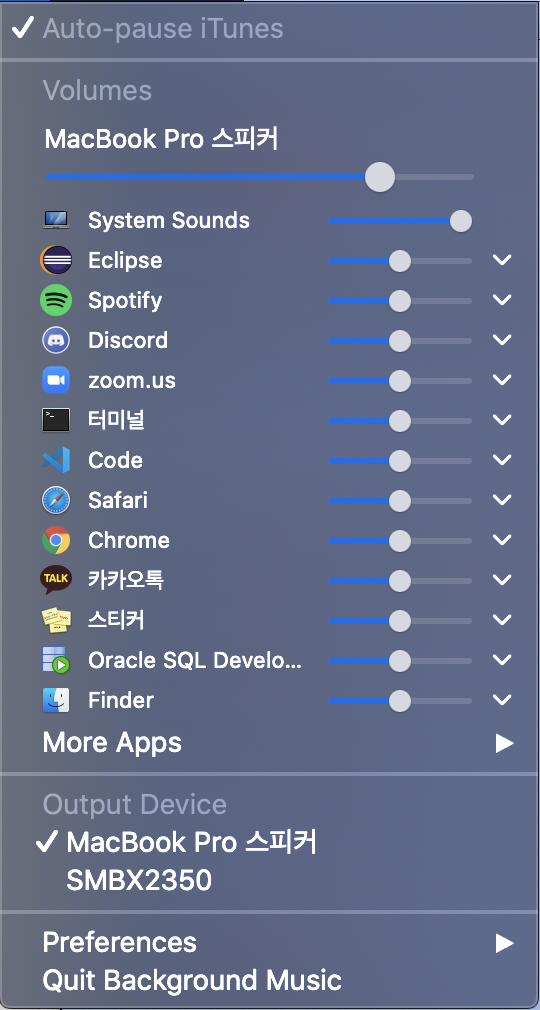 Auto-pause iTunes
Volumes
MacBook Pro 스피커
System Sounds
Eclipse
Spotify
Discord
zoom.us
터미널
Code
Safari
Chrome
TALK 카카오톡
스티커
Oracle SQL Develo...
Finder
More Apps
Output Device
MacBook Pro 스피커
SMBX2350
Preferences
Quit Background Music